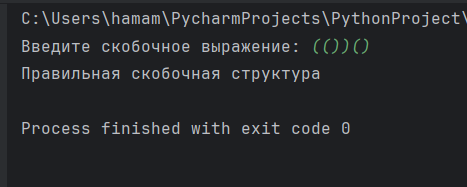 C:\Users\hamam\PycharmProjects\PythonProject\
Введите скобочное выражение: (())()
Правильная скобочная структура
Process finished with exit code 0